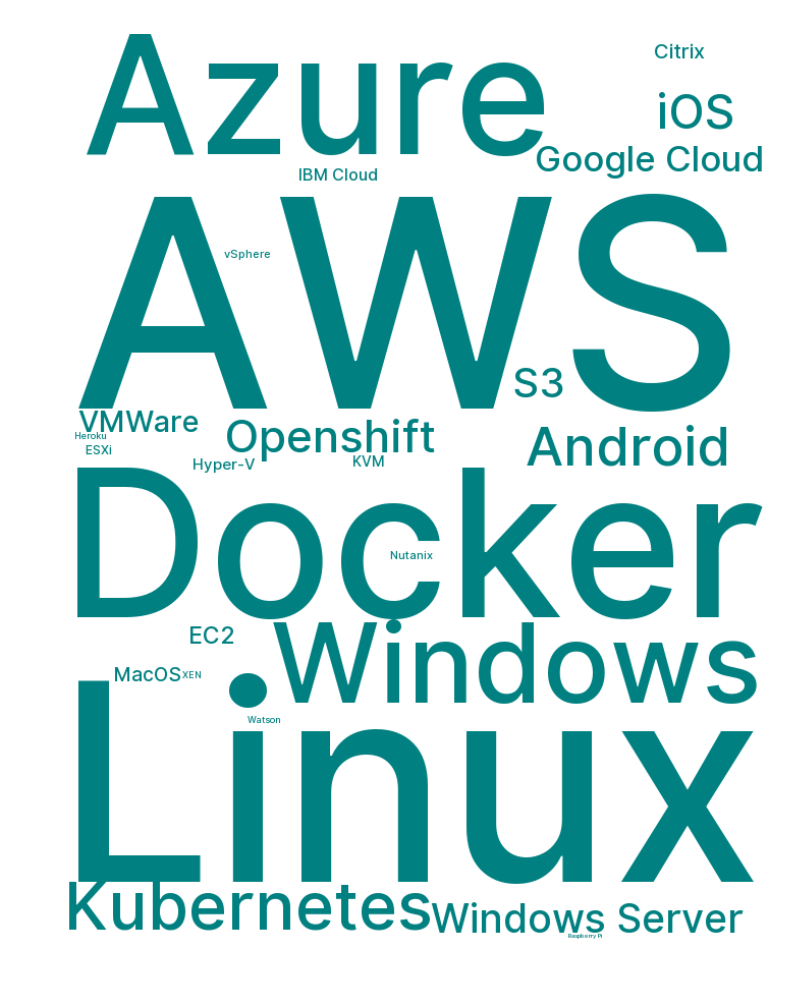 Azure
Citrix
iOS
Google Cloud
IBM Cloud
AWS
vSphere
S3
VMWare
Heroku
Openshift
Android
ESXi
Hyper-V
KVM
Docker
Nutanix
EC2
Windows
MacOS
XEN
Linux
Watson
Kubernetes
Windows Server
Raspberry Pi